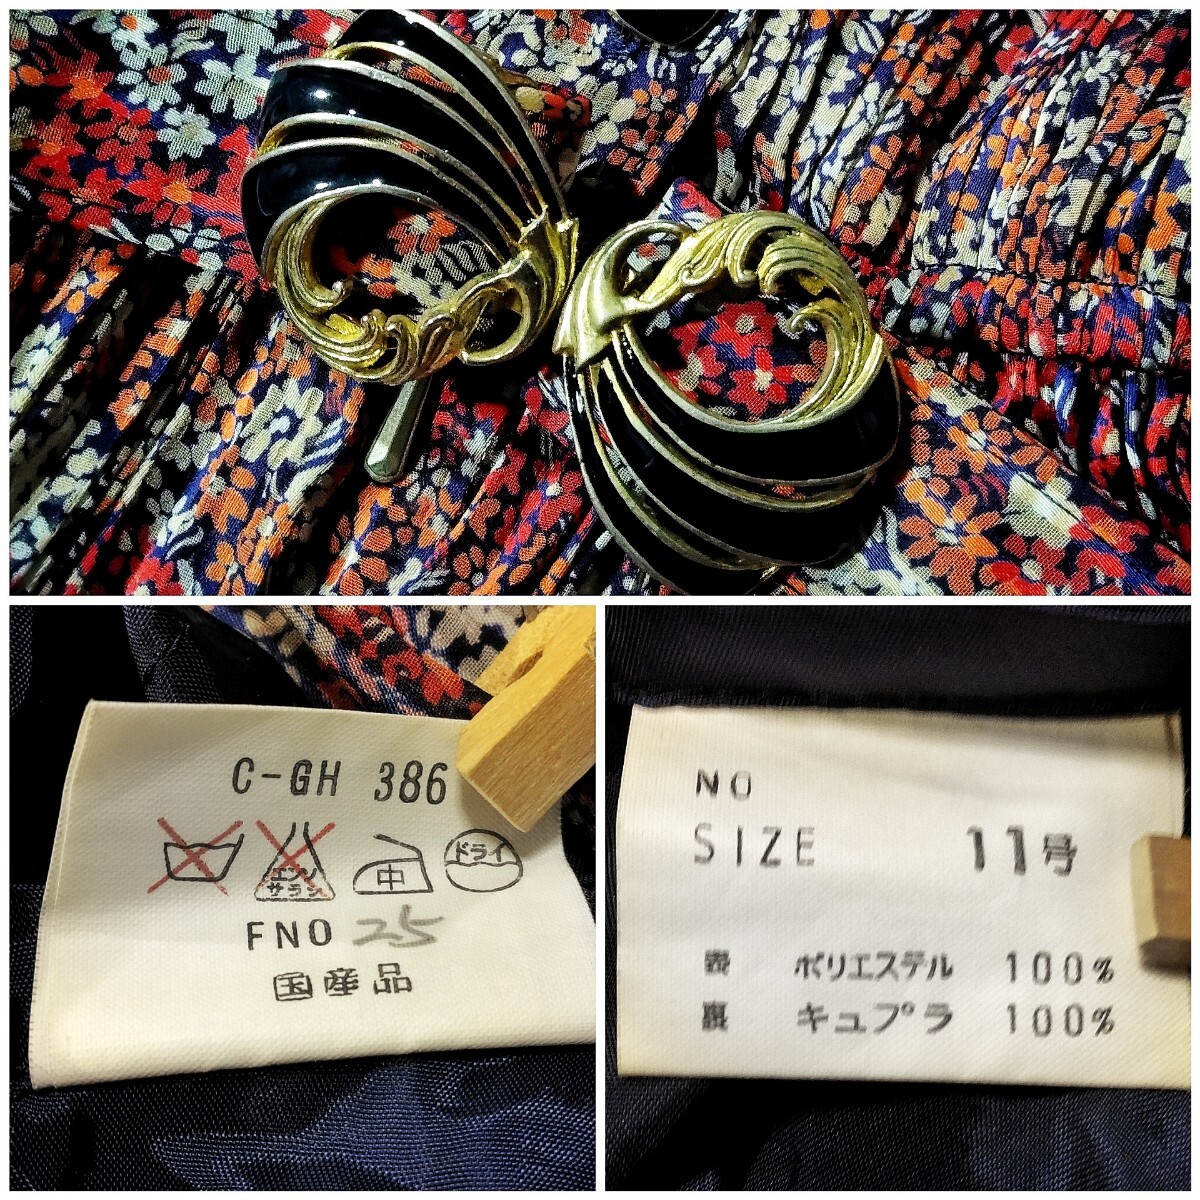 C-GH 386
エンソ
サラシ
中
ドライ
FNO 25
国産品
NO
SIZE 11号
表 ポリエステル 100%
裏 キュプラ 100%